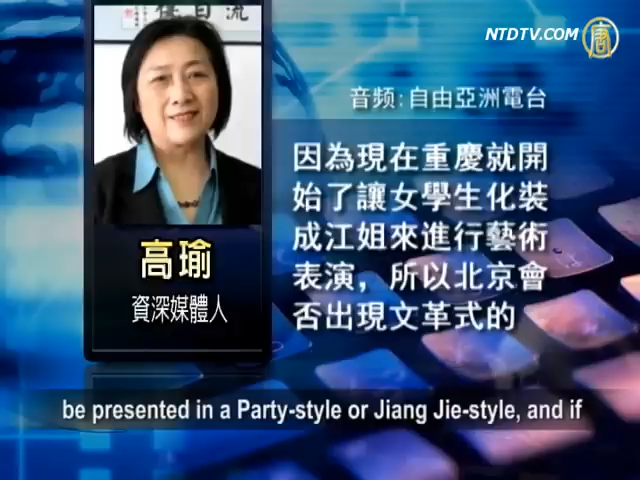 NTDTV.COM
唐
音频:自由亞洲電台
因為現在重慶就開
始了讓女學生化裝
成江姐來進行藝術
表演，所以北京會
否出現文革式的
高瑜
資深媒體人
be presented in a Party-style or Jiang Jie-style, and if